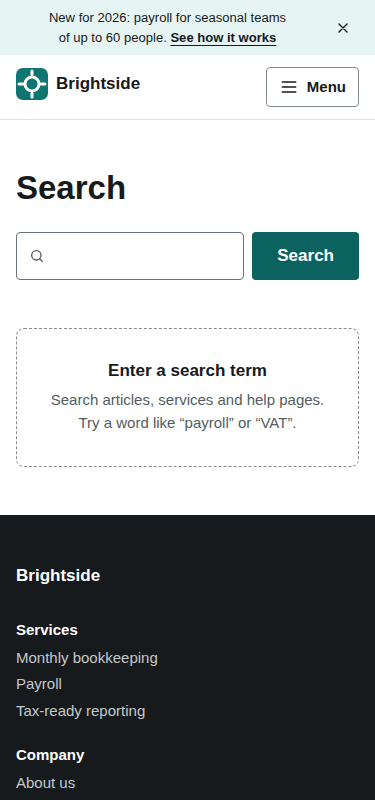 New for 2026: payroll for seasonal teams
of up to 60 people. See how it works
Brightside
Menu
Search
Search
Enter a search term
Search articles, services and help pages.
Try a word like “payroll” or “VAT”.
Brightside
Services
Monthly bookkeeping
Payroll
Tax-ready reporting
Company
About us